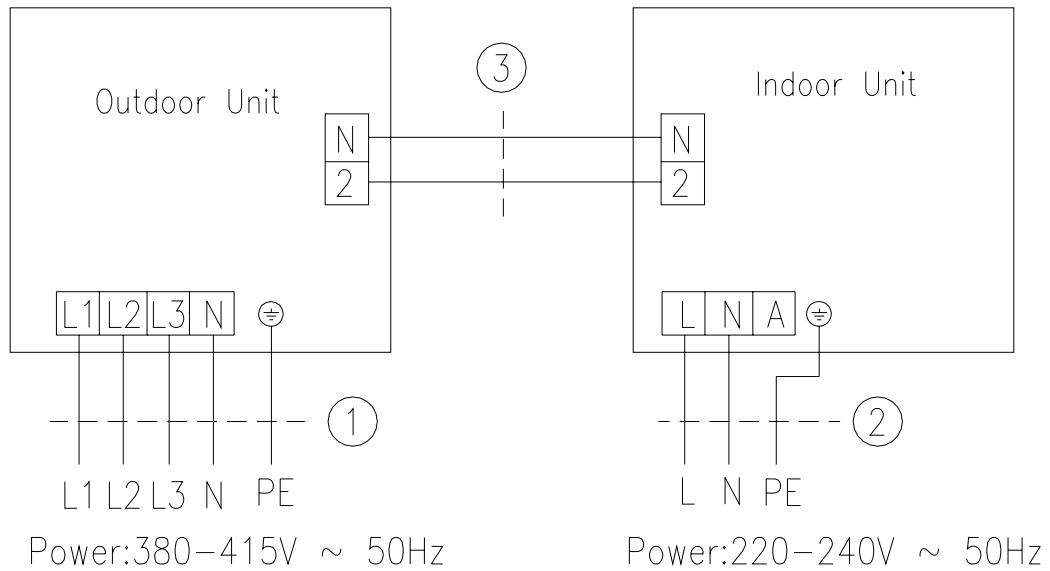 Outdoor Unit
N
2
L1 L2 L3 N
L1 L2 L3 N PE
Power:380-415V ~ 50Hz
1
3
Indoor Unit
N
2
L N A
L N PE
Power:220-240V ~ 50Hz
2